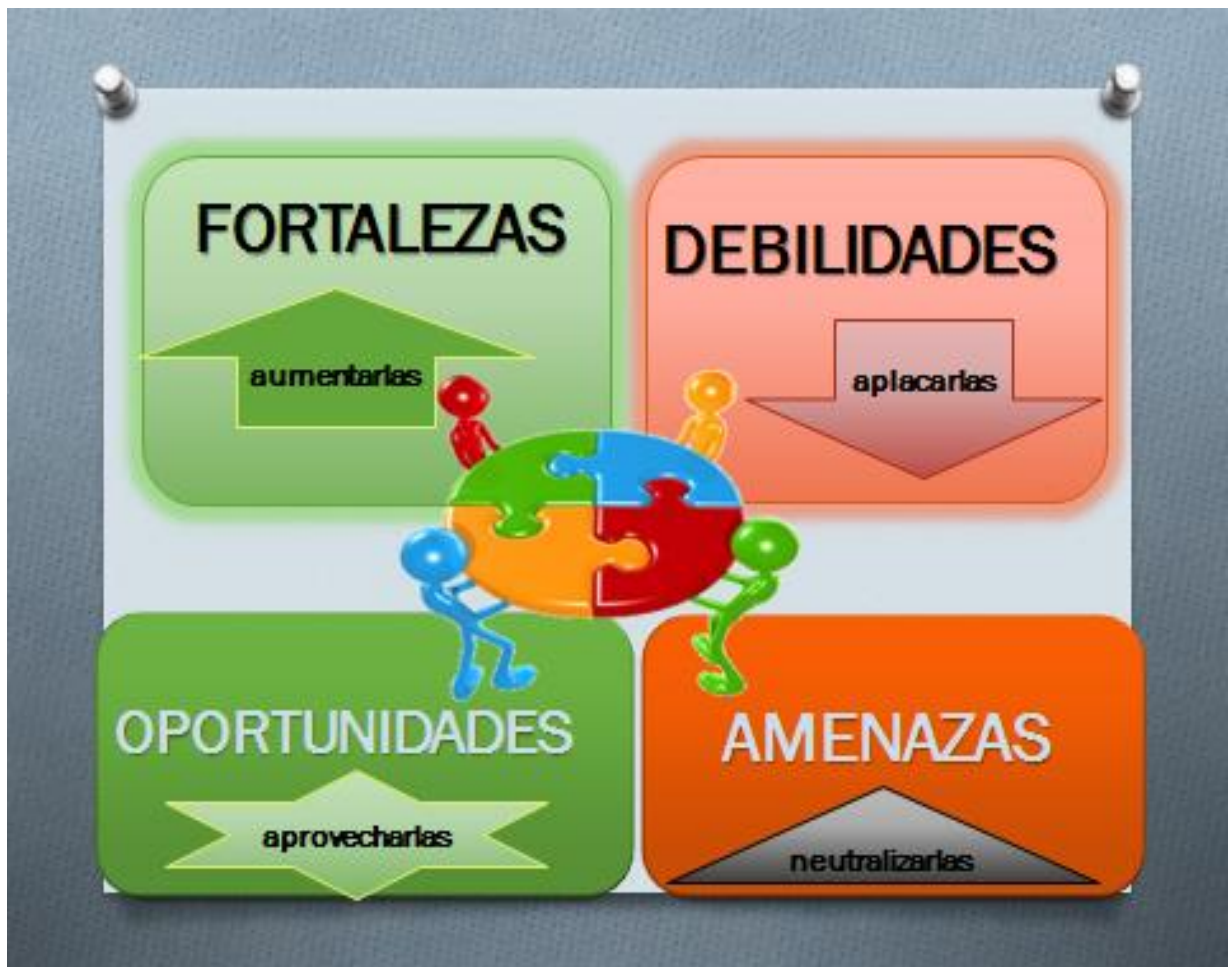 FORTALEZAS
aumentarlas
DEBILIDADES
aplacarlas
OPORTUNIDADES
aprovecharlas
AMENAZAS
neutralizarlas